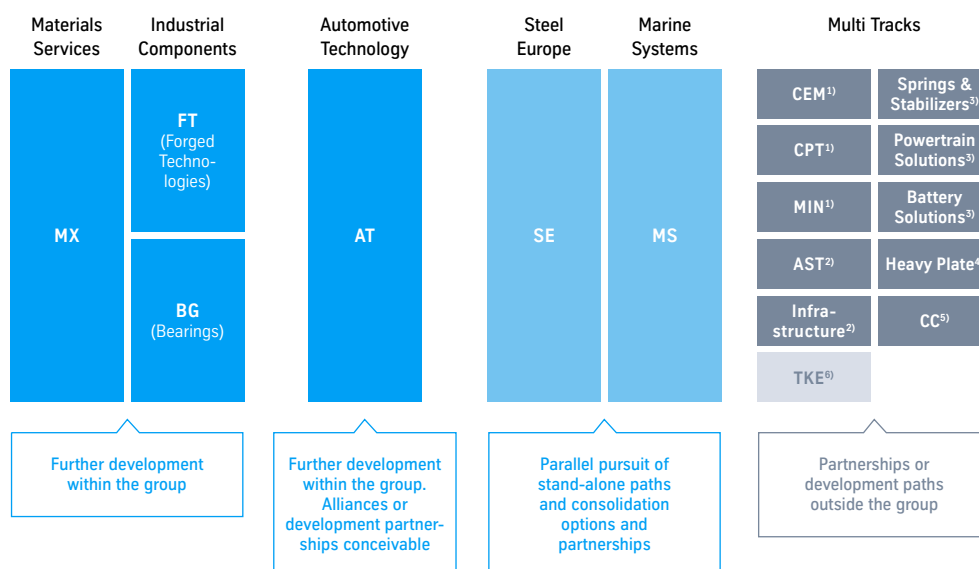 Materials
Services
Industrial
Components
Automotive
Technology
Steel
Europe
Marine
Systems
Multi Tracks
MX
FT
(Forged
Techno-
logies)
BG
(Bearings)
AT
SE
MS
CEM1)
Springs &
Stabilizers3)
CPT1)
Powertrain
Solutions3)
MIN1)
Battery
Solutions3)
AST2)
Heavy Plate4
Infra-
structure2)
CC5)
TKE6)
Further development
within the group
Further development
within the group.
Alliances or
development partner-
ships conceivable
Parallel pursuit of
stand-alone paths
and consolidation
options and
partnerships
Partnerships or
development paths
outside the group